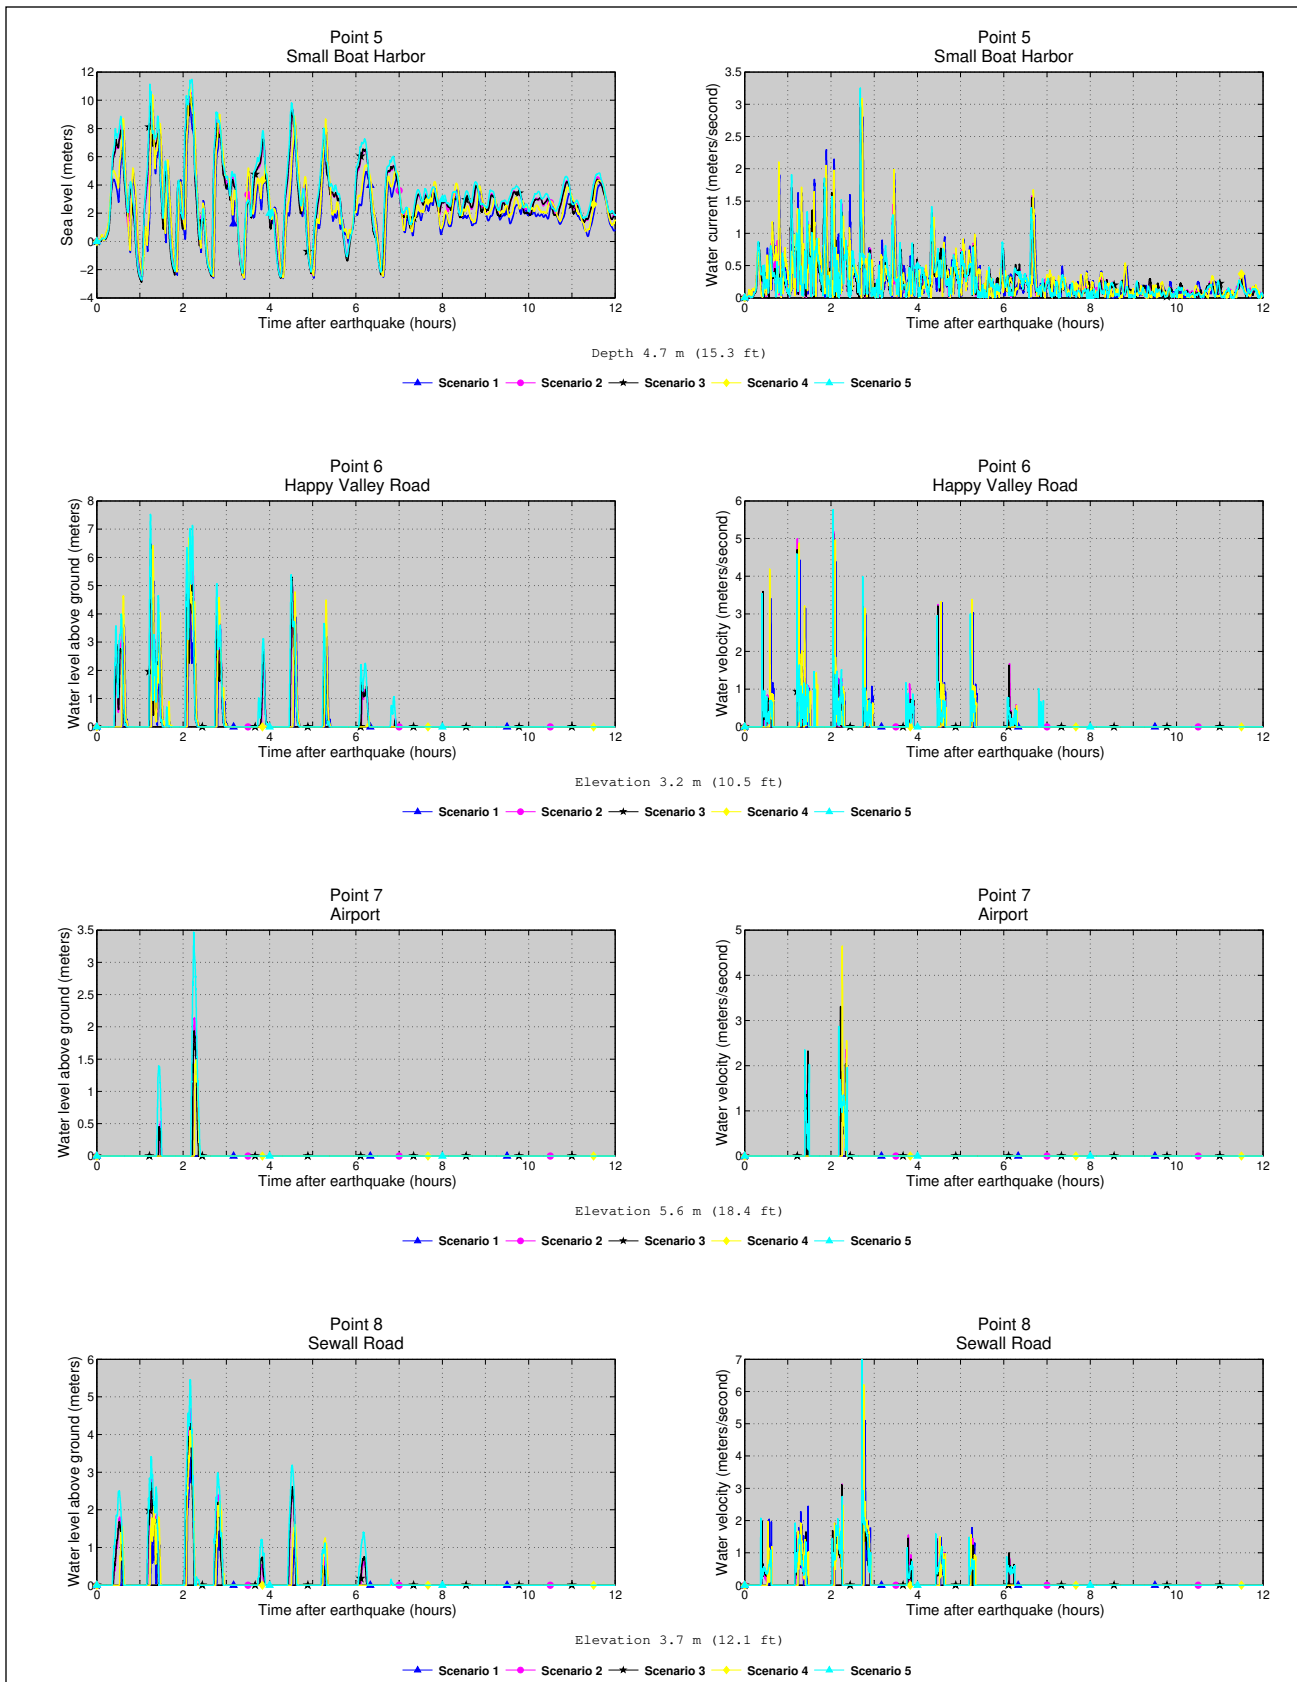 Point 5
Small Boat Harbor
Sea level (meters)
12
10
8
6
4
2
0
−2
−4
0 2 4 6 8 10 12
Time after earthquake (hours)
Point 5
Small Boat Harbor
Water current (meters/second)
3.5
3
2.5
2
1.5
1
0.5
0
0 2 4 6 8 10 12
Time after earthquake (hours)
Depth 4.7 m (15.3 ft)
Scenario 1 Scenario 2 Scenario 3 Scenario 4 Scenario 5
Point 6
Happy Valley Road
Water level above ground (meters)
8
7
6
5
4
3
2
1
0
0 2 4 6 8 10 12
Time after earthquake (hours)
Point 6
Happy Valley Road
Water velocity (meters/second)
6
5
4
3
2
1
0
0 2 4 6 8 10 12
Time after earthquake (hours)
Elevation 3.2 m (10.5 ft)
Scenario 1 Scenario 2 Scenario 3 Scenario 4 Scenario 5
Point 7
Airport
Water level above ground (meters)
3.5
3
2.5
2
1.5
1
0.5
0
0 2 4 6 8 10 12
Time after earthquake (hours)
Point 7
Airport
Water velocity (meters/second)
5
4
3
2
1
0
0 2 4 6 8 10 12
Time after earthquake (hours)
Elevation 5.6 m (18.4 ft)
Scenario 1 Scenario 2 Scenario 3 Scenario 4 Scenario 5
Point 8
Sewall Road
Water level above ground (meters)
6
5
4
3
2
1
0
0 2 4 6 8 10 12
Time after earthquake (hours)
Point 8
Sewall Road
Water velocity (meters/second)
7
6
5
4
3
2
1
0
0 2 4 6 8 10 12
Time after earthquake (hours)
Elevation 3.7 m (12.1 ft)
Scenario 1 Scenario 2 Scenario 3 Scenario 4 Scenario 5